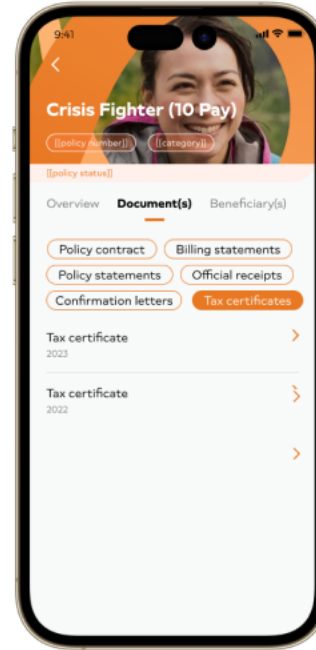 9:41
Crisis Fighter (10 Pay)
[[policy number]] [[category]]
[[policy status]]
Overview Document(s) Beneficiary(s)
Policy contract Billing statements
Policy statements Official receipts
Confirmation letters Tax certificates
Tax certificate
2023
Tax certificate
2022